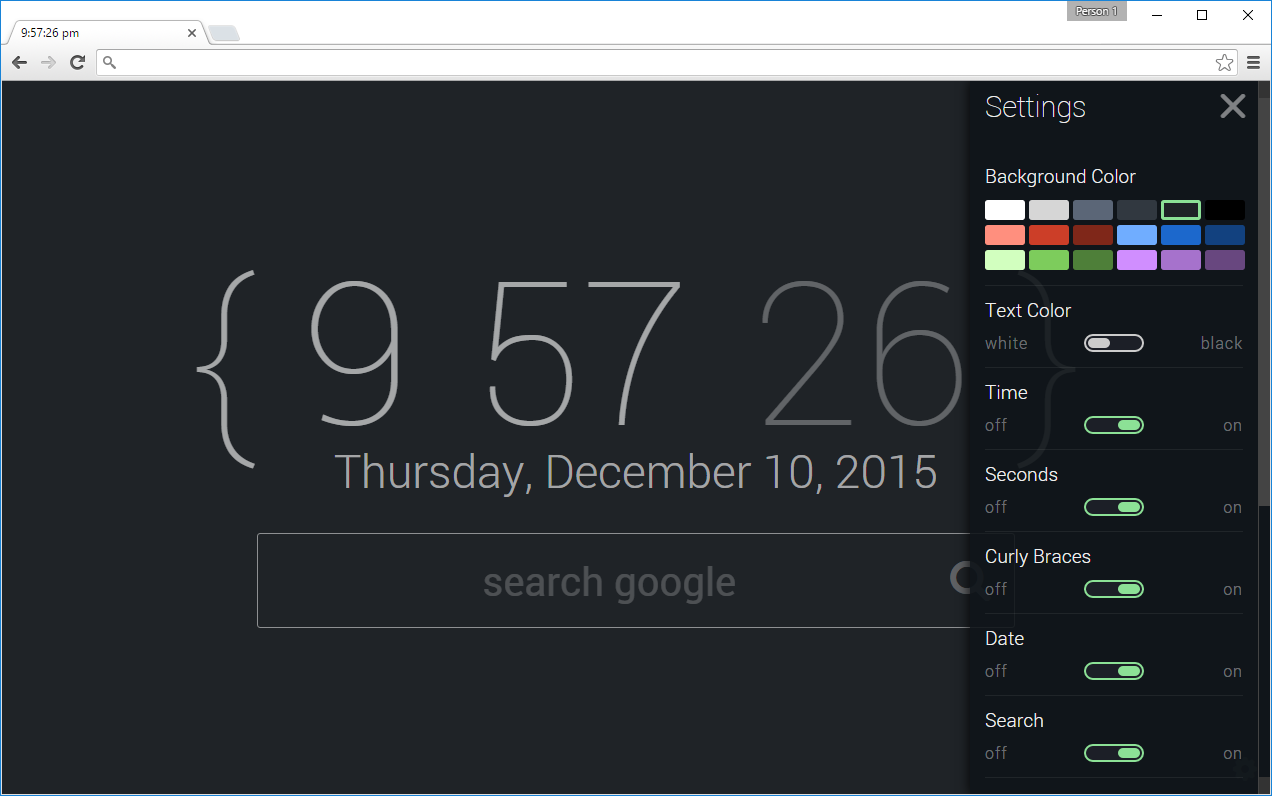 Person 1
9:57:26 pm
Settings
Background Color
{ 9 57 26 }
Thursday, December 10, 2015
search google
Text Color
white black
Time
off on
Seconds
off on
Curly Braces
off on
Date
off on
Search
off on